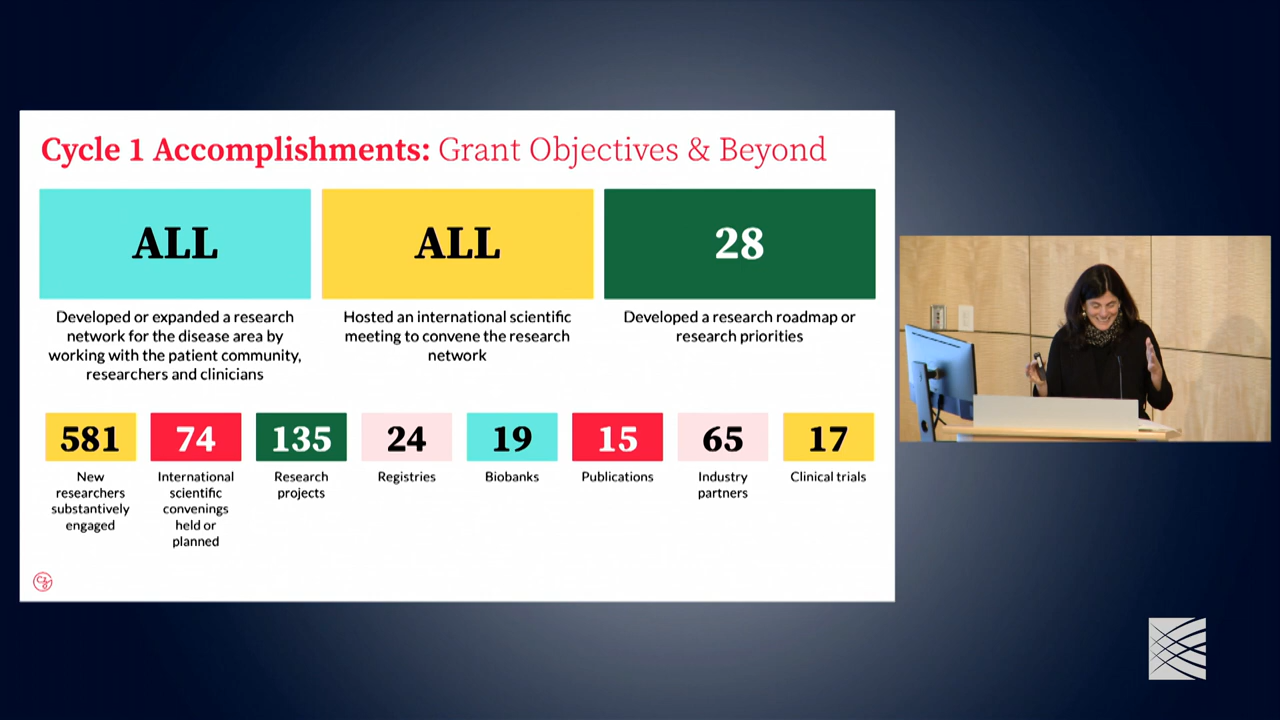 Cycle 1 Accomplishments: Grant Objectives & Beyond
ALL
Developed or expanded a research
network for the disease area by
working with the patient community,
researchers and clinicians
ALL
Hosted an international scientific
meeting to convene the research
network
28
Developed a research roadmap or
research priorities
581
New
researchers
substantively
engaged
74
International
scientific
convenings
held or
planned
135
Research
projects
24
Registries
19
Biobanks
15
Publications
65
Industry
partners
17
Clinical trials